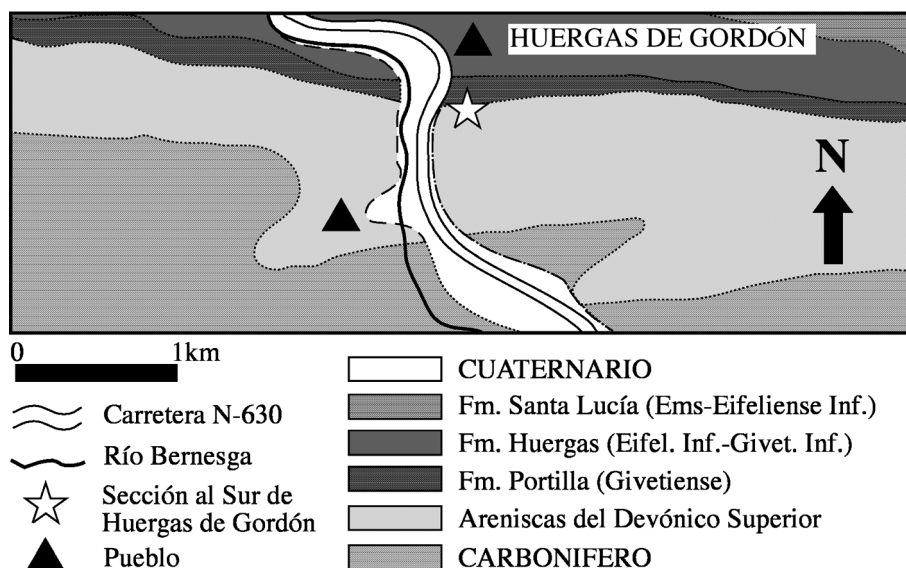 HUERGAS DE GORDÓN
N
0 1km
Carretera N-630
Río Bernesga
Sección al Sur de
Huergas de Gordón
Pueblo
CUATERNARIO
Fm. Santa Lucía (Ems-Eifeliense Inf.)
Fm. Huergas (Eifel. Inf.-Givet. Inf.)
Fm. Portilla (Givetiense)
Areniscas del Devónico Superior
CARBONIFERO